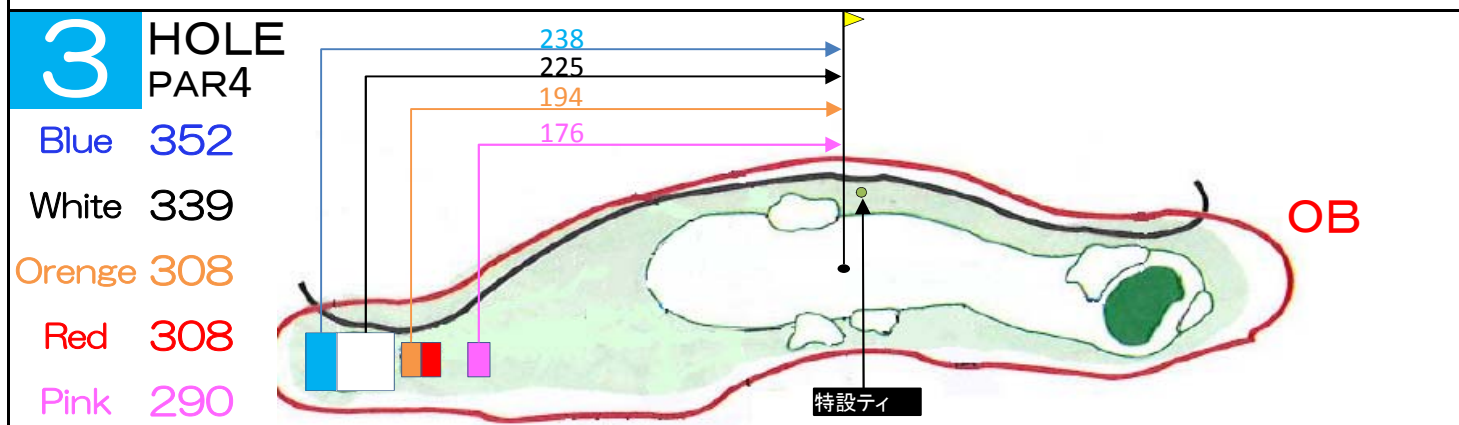 3
HOLE
PAR4
Blue 352
White 339
Orenge 308
Red 308
Pink 290
238
225
194
176
OB
特設ティ